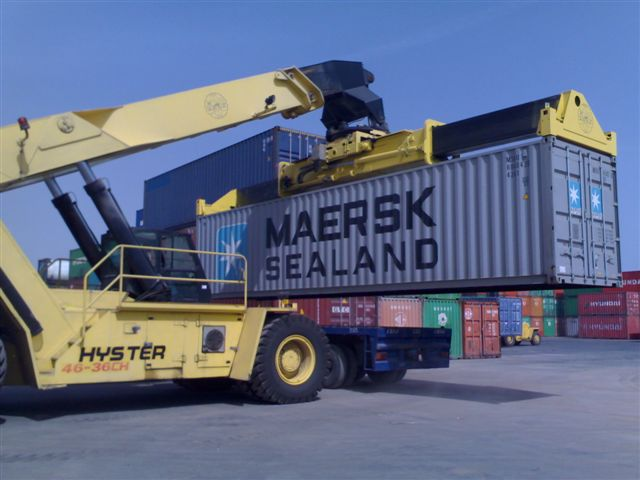 MAERSK
SEALAND
HYSTER
46-36CH
HYUNDAI
HYUNDAI